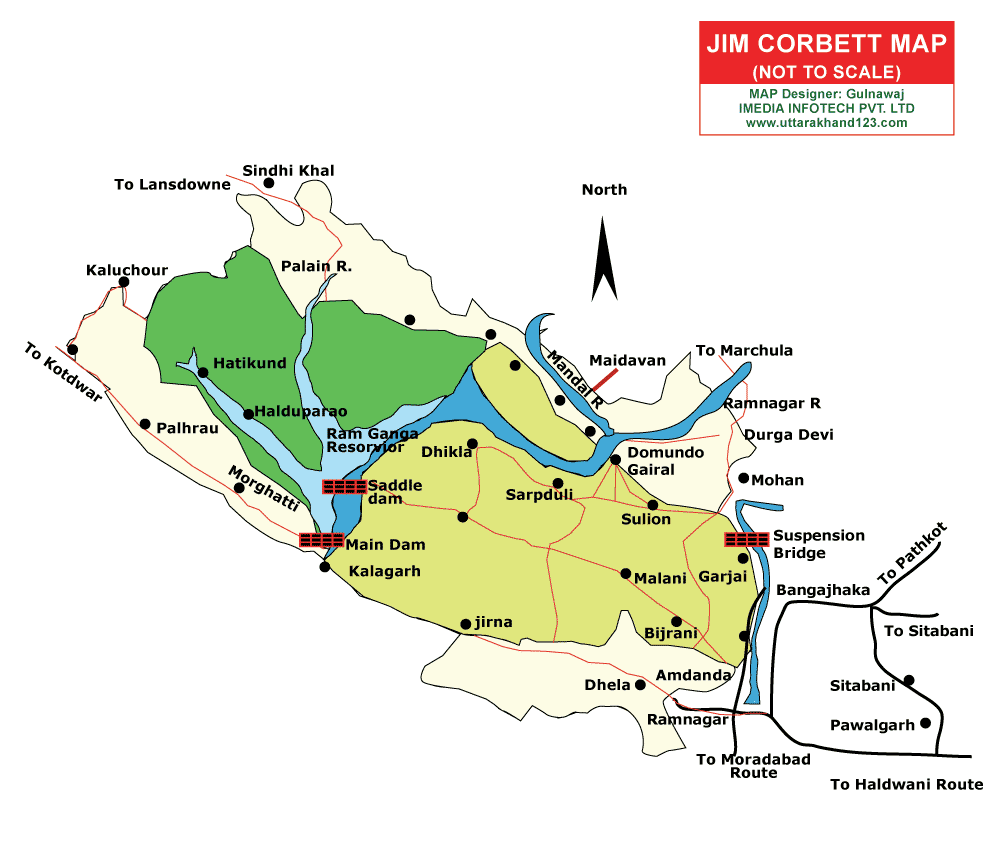 JIM CORBETT MAP
(NOT TO SCALE)
MAP Designer: Gulnawaj
IMEDIA INFOTECH PVT. LTD
www.uttarakhand123.com
Sindhi Khal
To Lansdowne
North
Palain R.
Kaluchour
To Kotdwar
Hatikund
Mandal R
Maidavan
To Marchula
Halduparao
Ramnagar R
Palhrau
Ram Ganga
Resorvior
Durga Devi
Dhikla
Domundo
Gairal
Morghatti
Saddle
dam
Sarpduli
Mohan
Sulion
Main Dam
Suspension
Bridge
Kalagarh
Malani
Garjai
Bangajhaka
To Pathkot
jirna
Bijrani
To Sitabani
Dhela
Amdanda
Sitabani
Ramnagar
Pawalgarh
To Moradabad
Route
To Haldwani Route